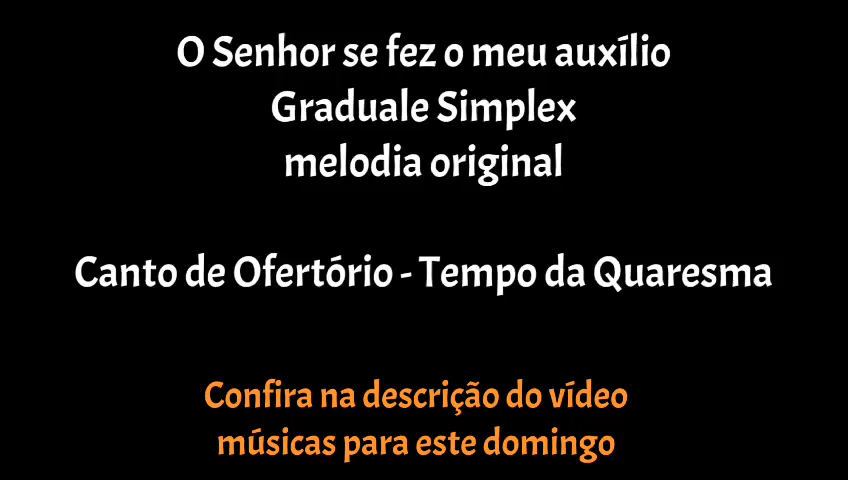 O Senhor se fez o meu auxílio
Graduale Simplex
melodia original
Canto de Ofertório - Tempo da Quaresma
Confira na descrição do vídeo
músicas para este domingo